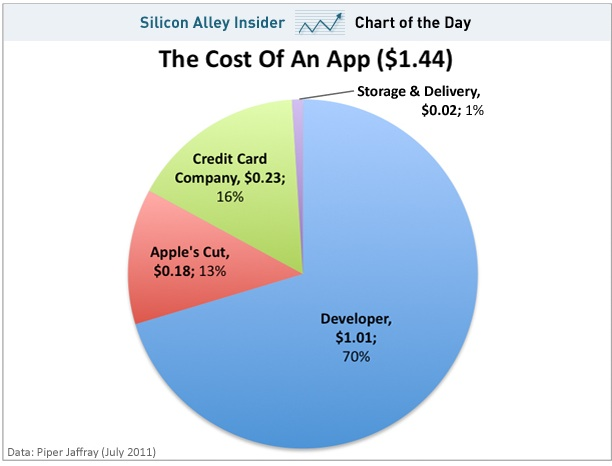 Silicon Alley Insider Chart of the Day
The Cost Of An App ($1.44)
Storage & Delivery,
$0.02; 1%
Credit Card
Company, $0.23;
16%
Apple's Cut,
$0.18; 13%
Developer,
$1.01;
70%
Data: Piper Jaffray (July 2011)